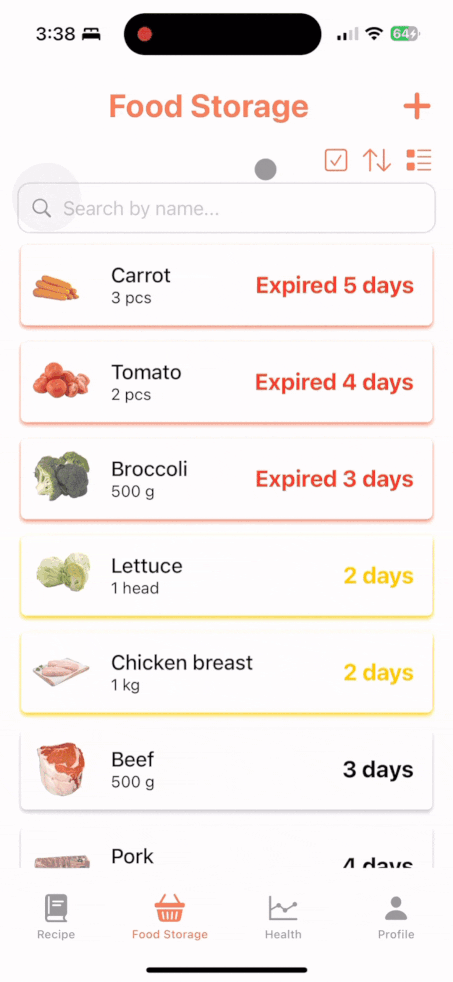 3:38
64
Food Storage
Search by name...
Carrot
3 pcs
Expired 5 days
Tomato
2 pcs
Expired 4 days
Broccoli
500 g
Expired 3 days
Lettuce
1 head
2 days
Chicken breast
1 kg
2 days
Beef
500 g
3 days
Pork
4 days
Recipe
Food Storage
Health
Profile